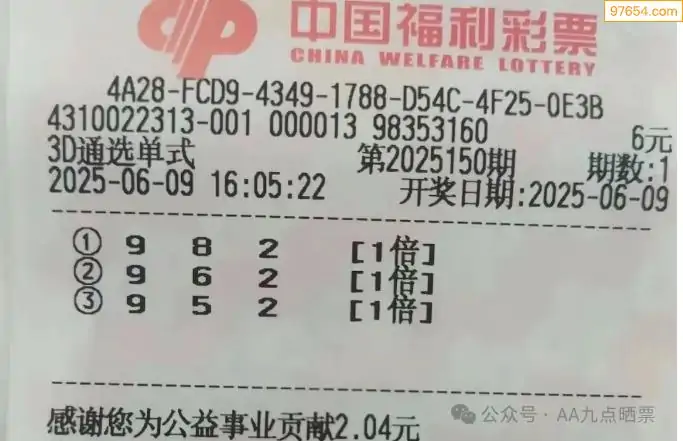 97654.com
中国福利彩票
CHINA WELFARE LOTTERY
4A28-FCD9-4349-1788-D54C-4F25-0E3B
4310022313-001 000013 98353160 6元
3D通选单式 第2025150期 期数:1
2025-06-09 16:05:22 开奖日期:2025-06-09
① 9 8 2 [1倍]
② 9 6 2 [1倍]
③ 9 5 2 [1倍]
感谢您为公益事业贡献2.04元
公众号·AA九点晒票